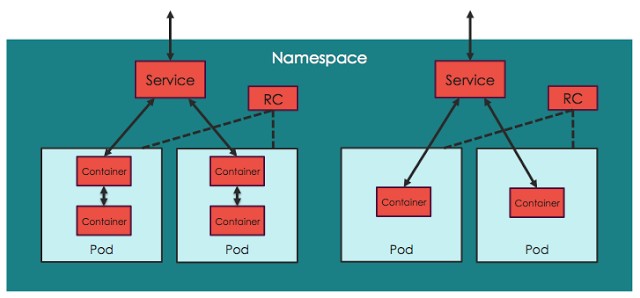 Namespace
Service
Service
RC
RC
Container
Container
Container
Container
Container
Container
Pod
Pod
Pod
Pod